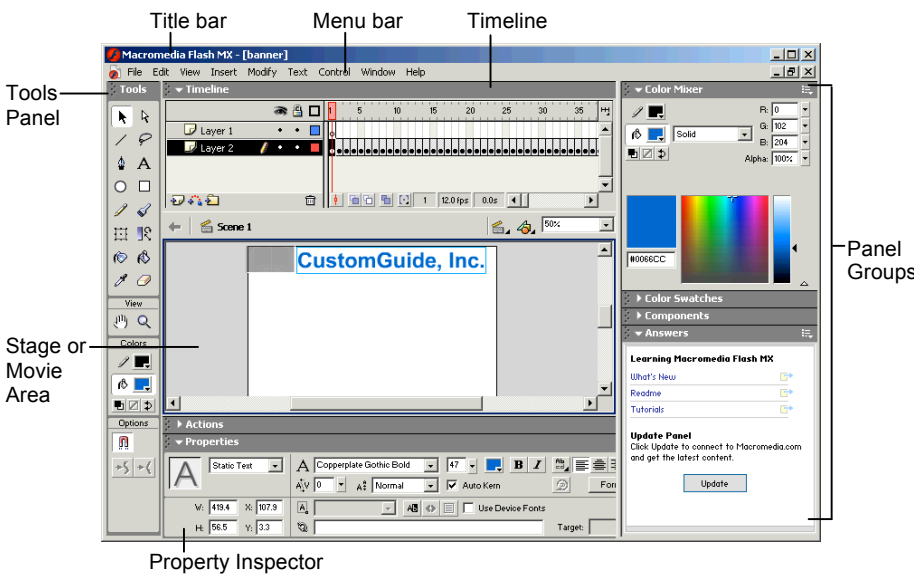 Title bar
Menu bar
Timeline
Macromedia Flash MX - [banner]
File Edit View Insert Modify Text Control Window Help
Tools
Panel
Tools
Timeline
1 5 10 15 20 25 30 35
Layer 1
Layer 2
1 12.0 fps 0.0s
Scene 1
50%
CustomGuide, Inc.
View
Colors
Options
Stage or
Movie
Area
Actions
Properties
A Static Text
A Copperplate Gothic Bold 47 B I
A V 0 Normal Auto Kern
W: 419.4 X: 107.9
H: 56.5 Y: 3.3
Use Device Fonts
Target:
Color Mixer
R: 0
Solid
G: 102
B: 204
Alpha: 100%
#0066CC
Color Swatches
Components
Answers
Learning Macromedia Flash MX
What's New
Readme
Tutorials
Update Panel
Click Update to connect to Macromedia.com
and get the latest content.
Update
Panel
Groups
Property Inspector